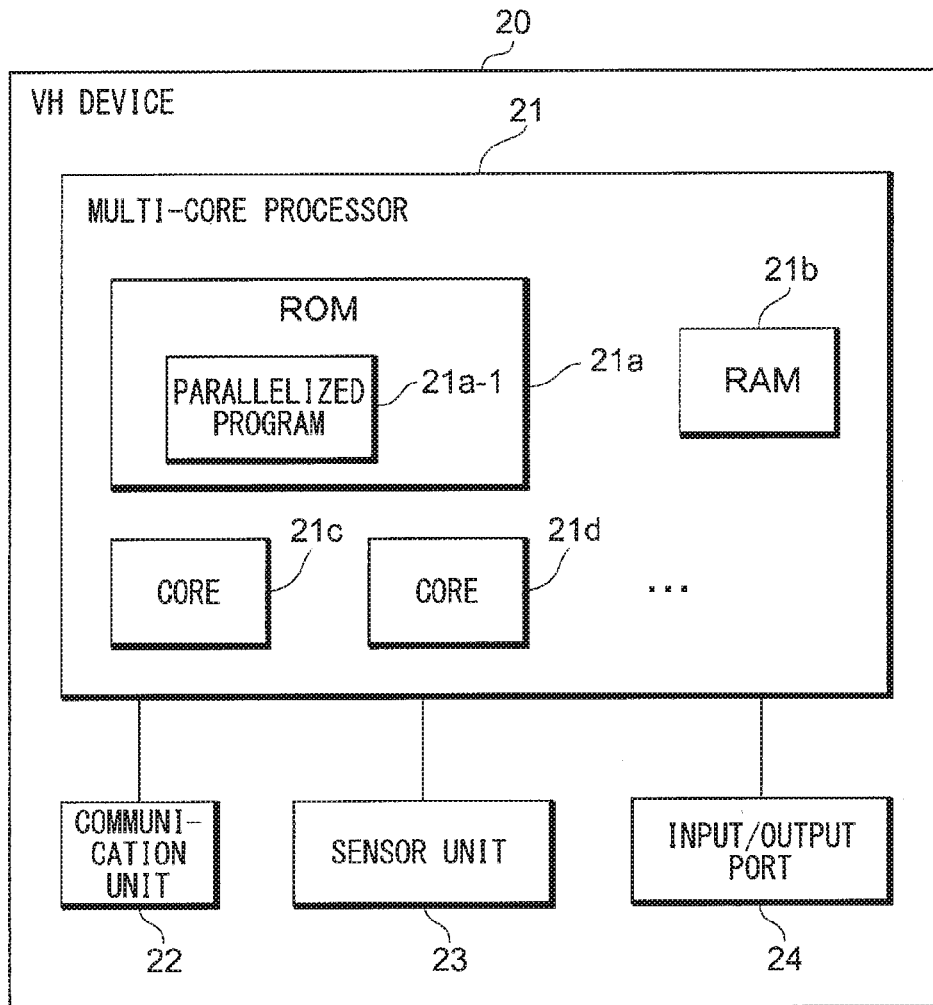 20
VH DEVICE
21
MULTI-CORE PROCESSOR
ROM
21b
PARALLELIZED
PROGRAM
21a-1
21a
RAM
21c
21d
CORE
CORE
...
COMMUNI-
CATION
UNIT
SENSOR UNIT
INPUT/OUTPUT
PORT
22
23
24